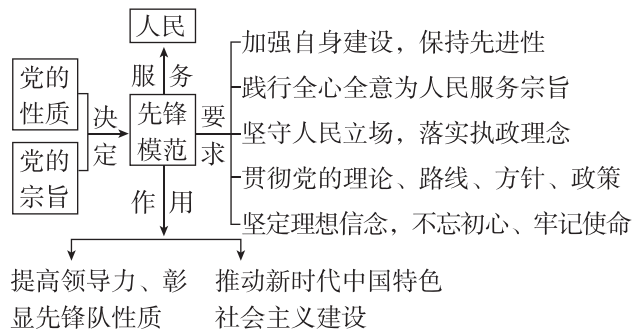 人民
服务
党的
性质
党的
宗旨
决定
先锋
模范
要求
加强自身建设，保持先进性
践行全心全意为人民服务宗旨
坚守人民立场，落实执政理念
贯彻党的理论、路线、方针、政策
坚定理想信念，不忘初心、牢记使命
作用
提高领导力、彰
显先锋队性质
推动新时代中国特色
社会主义建设